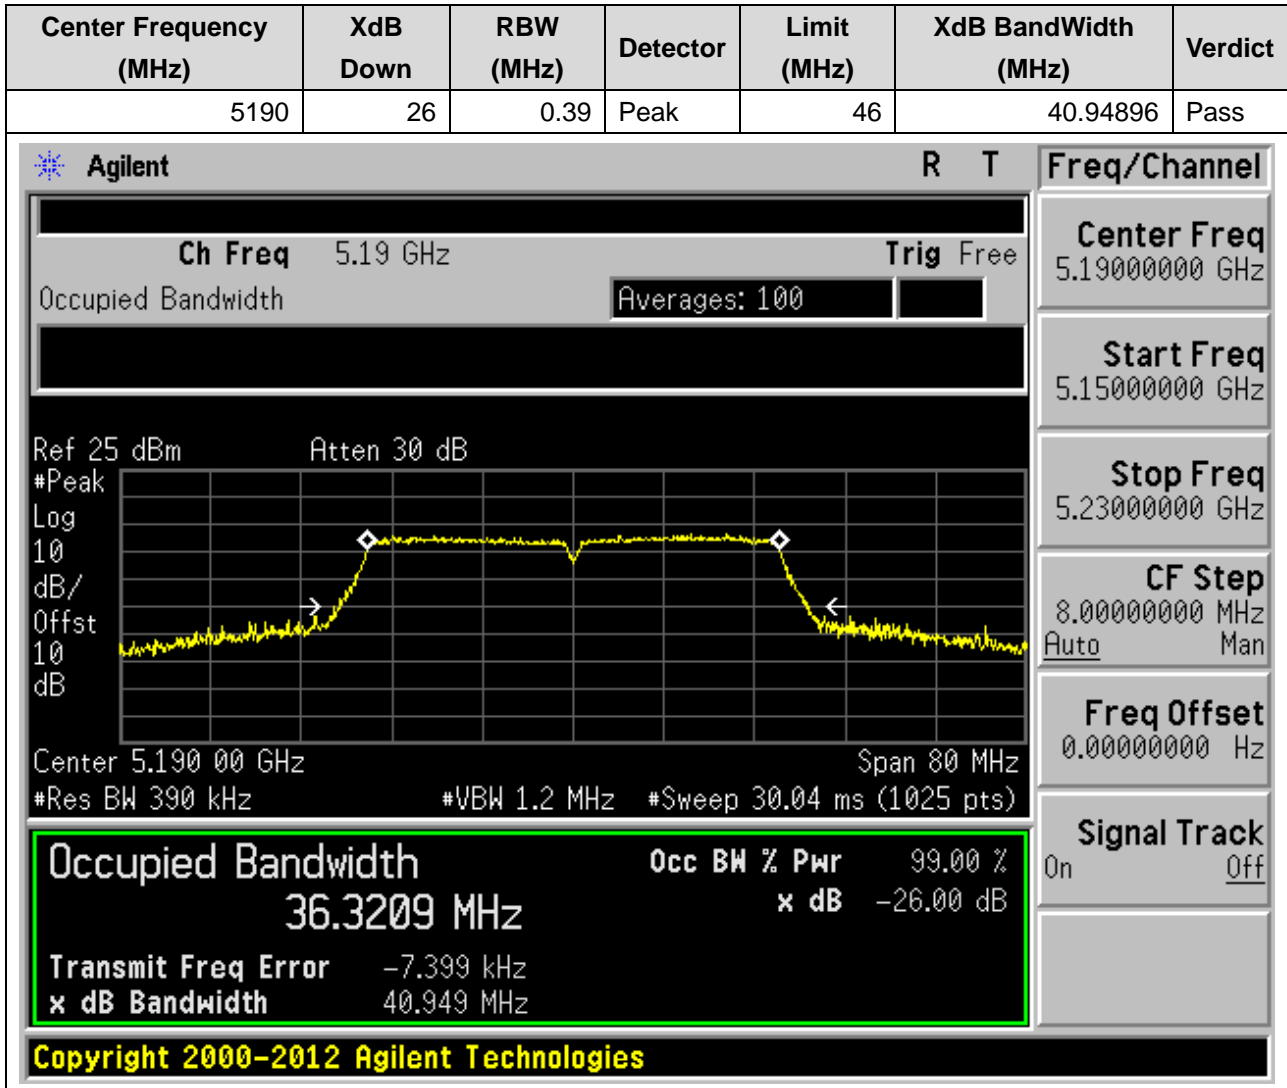 Center Frequency (MHz) XdB Down RBW (MHz) Detector Limit (MHz) XdB BandWidth (MHz) Verdict
5190 26 0.39 Peak 46 40.94896 Pass
Agilent R T Freq/Channel
Ch Freq 5.19 GHz Trig Free
Occupied Bandwidth Averages: 100
Center Freq
5.19000000 GHz
Start Freq
5.15000000 GHz
Stop Freq
5.23000000 GHz
CF Step
8.00000000 MHz
Auto Man
Freq Offset
0.00000000 Hz
Signal Track
On Off
Ref 25 dBm Atten 30 dB
#Peak
Log
10
dB/
Offst
10
dB
Center 5.190 00 GHz Span 80 MHz
#Res BW 390 kHz #VBW 1.2 MHz #Sweep 30.04 ms (1025 pts)
Occupied Bandwidth Occ BW % Pwr 99.00 %
36.3209 MHz x dB -26.00 dB
Transmit Freq Error -7.399 kHz
x dB Bandwidth 40.949 MHz
Copyright 2000-2012 Agilent Technologies